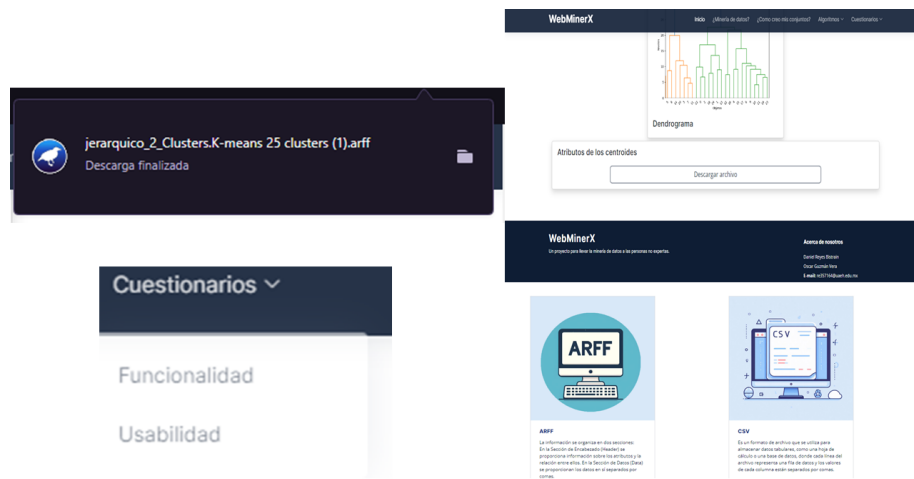 jerarquico_2_Clusters.K-means 25 clusters (1).arff
Descarga finalizada
Cuestionarios
Funcionalidad
Usabilidad
WebMinerX
Inicio ¿Minería de datos? ¿Como creo mis conjuntos? Algoritmos Cuestionarios
Dendrograma
Atributos de los centroides
Descargar archivo
WebMinerX
Un proyecto para llevar la minería de datos a las personas no expertas.
Acerca de nosotros
Daniel Reyes Bistrain
Oscar Guzmán Vera
E-mail:
ARFF
CSV
ARFF
La información se organiza en dos secciones:
En la Sección de Encabezado (Header) se
proporciona información sobre los atributos y la
relación entre ellos. En la Sección de Datos (Data)
se proporcionan los datos en sí separados por
comas.
CSV
Es un formato de archivo que se utiliza para
almacenar datos tabulares, como una hoja de
cálculo o una base de datos, donde cada línea del
archivo representa una fila de datos y los valores
de cada columna están separados por comas.